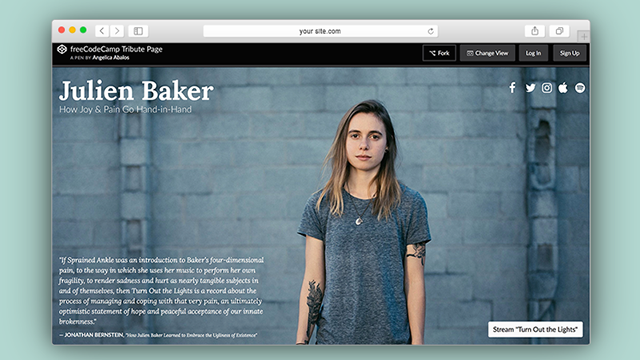 your site.com
freeCodeCamp Tribute Page
A PEN BY Angelica Abalos
Fork
Change View
Log In
Sign Up
Julien Baker
How Joy & Pain Go Hand-in-Hand
"If Sprained Ankle was an introduction to Baker's four-dimensional
pain, to the way in which she uses her music to perform her own
fragility, to render sadness and hurt as nearly tangible subjects in
and of themselves, then Turn Out the Lights is a record about the
process of managing and coping with that very pain, an ultimately
optimistic statement of hope and peaceful acceptance of our innate
brokenness."
— JONATHAN BERNSTEIN, "How Julien Baker Learned to Embrace the Ugliness of Existence"
Stream "Turn Out the Lights"